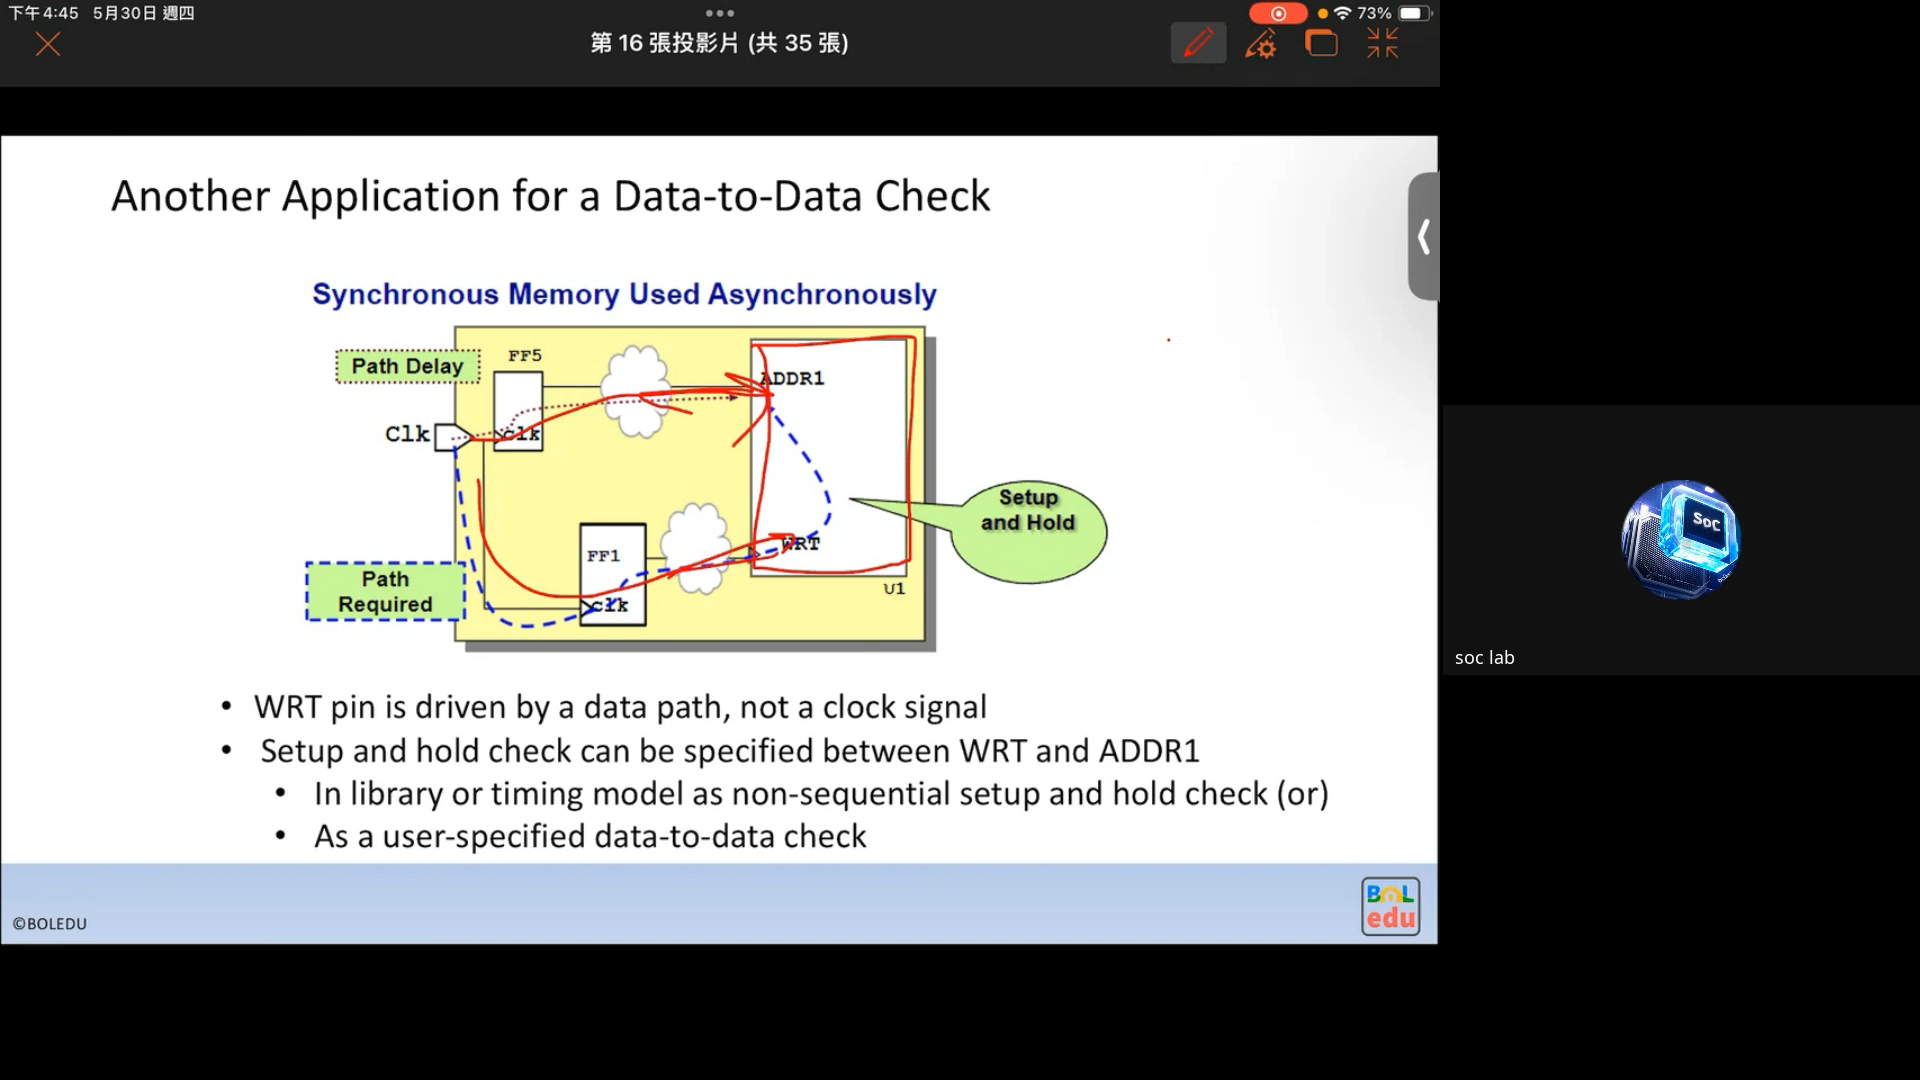 下午4:45 5月30日 週四
73%
第 16 張投影片 (共 35 張)
Another Application for a Data-to-Data Check
Synchronous Memory Used Asynchronously
Path Delay
FF5
ADDR1
Clk
clk
Setup
and Hold
WRT
FF1
Path
Required
clk
U1
• WRT pin is driven by a data path, not a clock signal
• Setup and hold check can be specified between WRT and ADDR1
• In library or timing model as non-sequential setup and hold check (or)
• As a user-specified data-to-data check
©BOLEDU
BOL
edu
SoC
soc lab